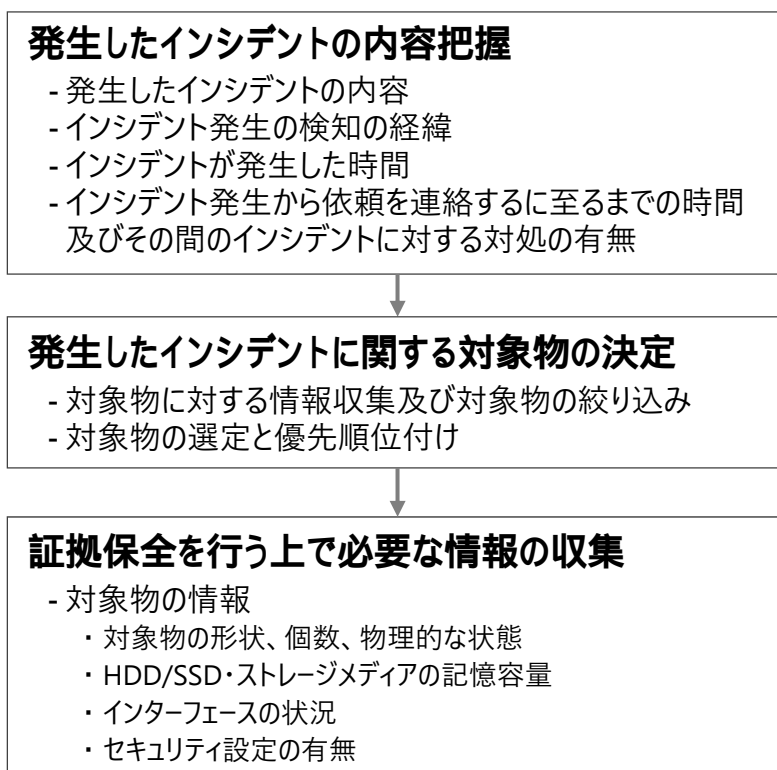 発生したインシデントの内容把握
- 発生したインシデントの内容
- インシデント発生の検知の経緯
- インシデントが発生した時間
- インシデント発生から依頼を連絡するに至るまでの時間
及びその間のインシデントに対する対処の有無
発生したインシデントに関する対象物の決定
- 対象物に対する情報収集及び対象物の絞り込み
- 対象物の選定と優先順位付け
証拠保全を行う上で必要な情報の収集
- 対象物の情報
・対象物の形状、個数、物理的な状態
・HDD/SSD・ストレージメディアの記憶容量
・インターフェースの状況
・セキュリティ設定の有無